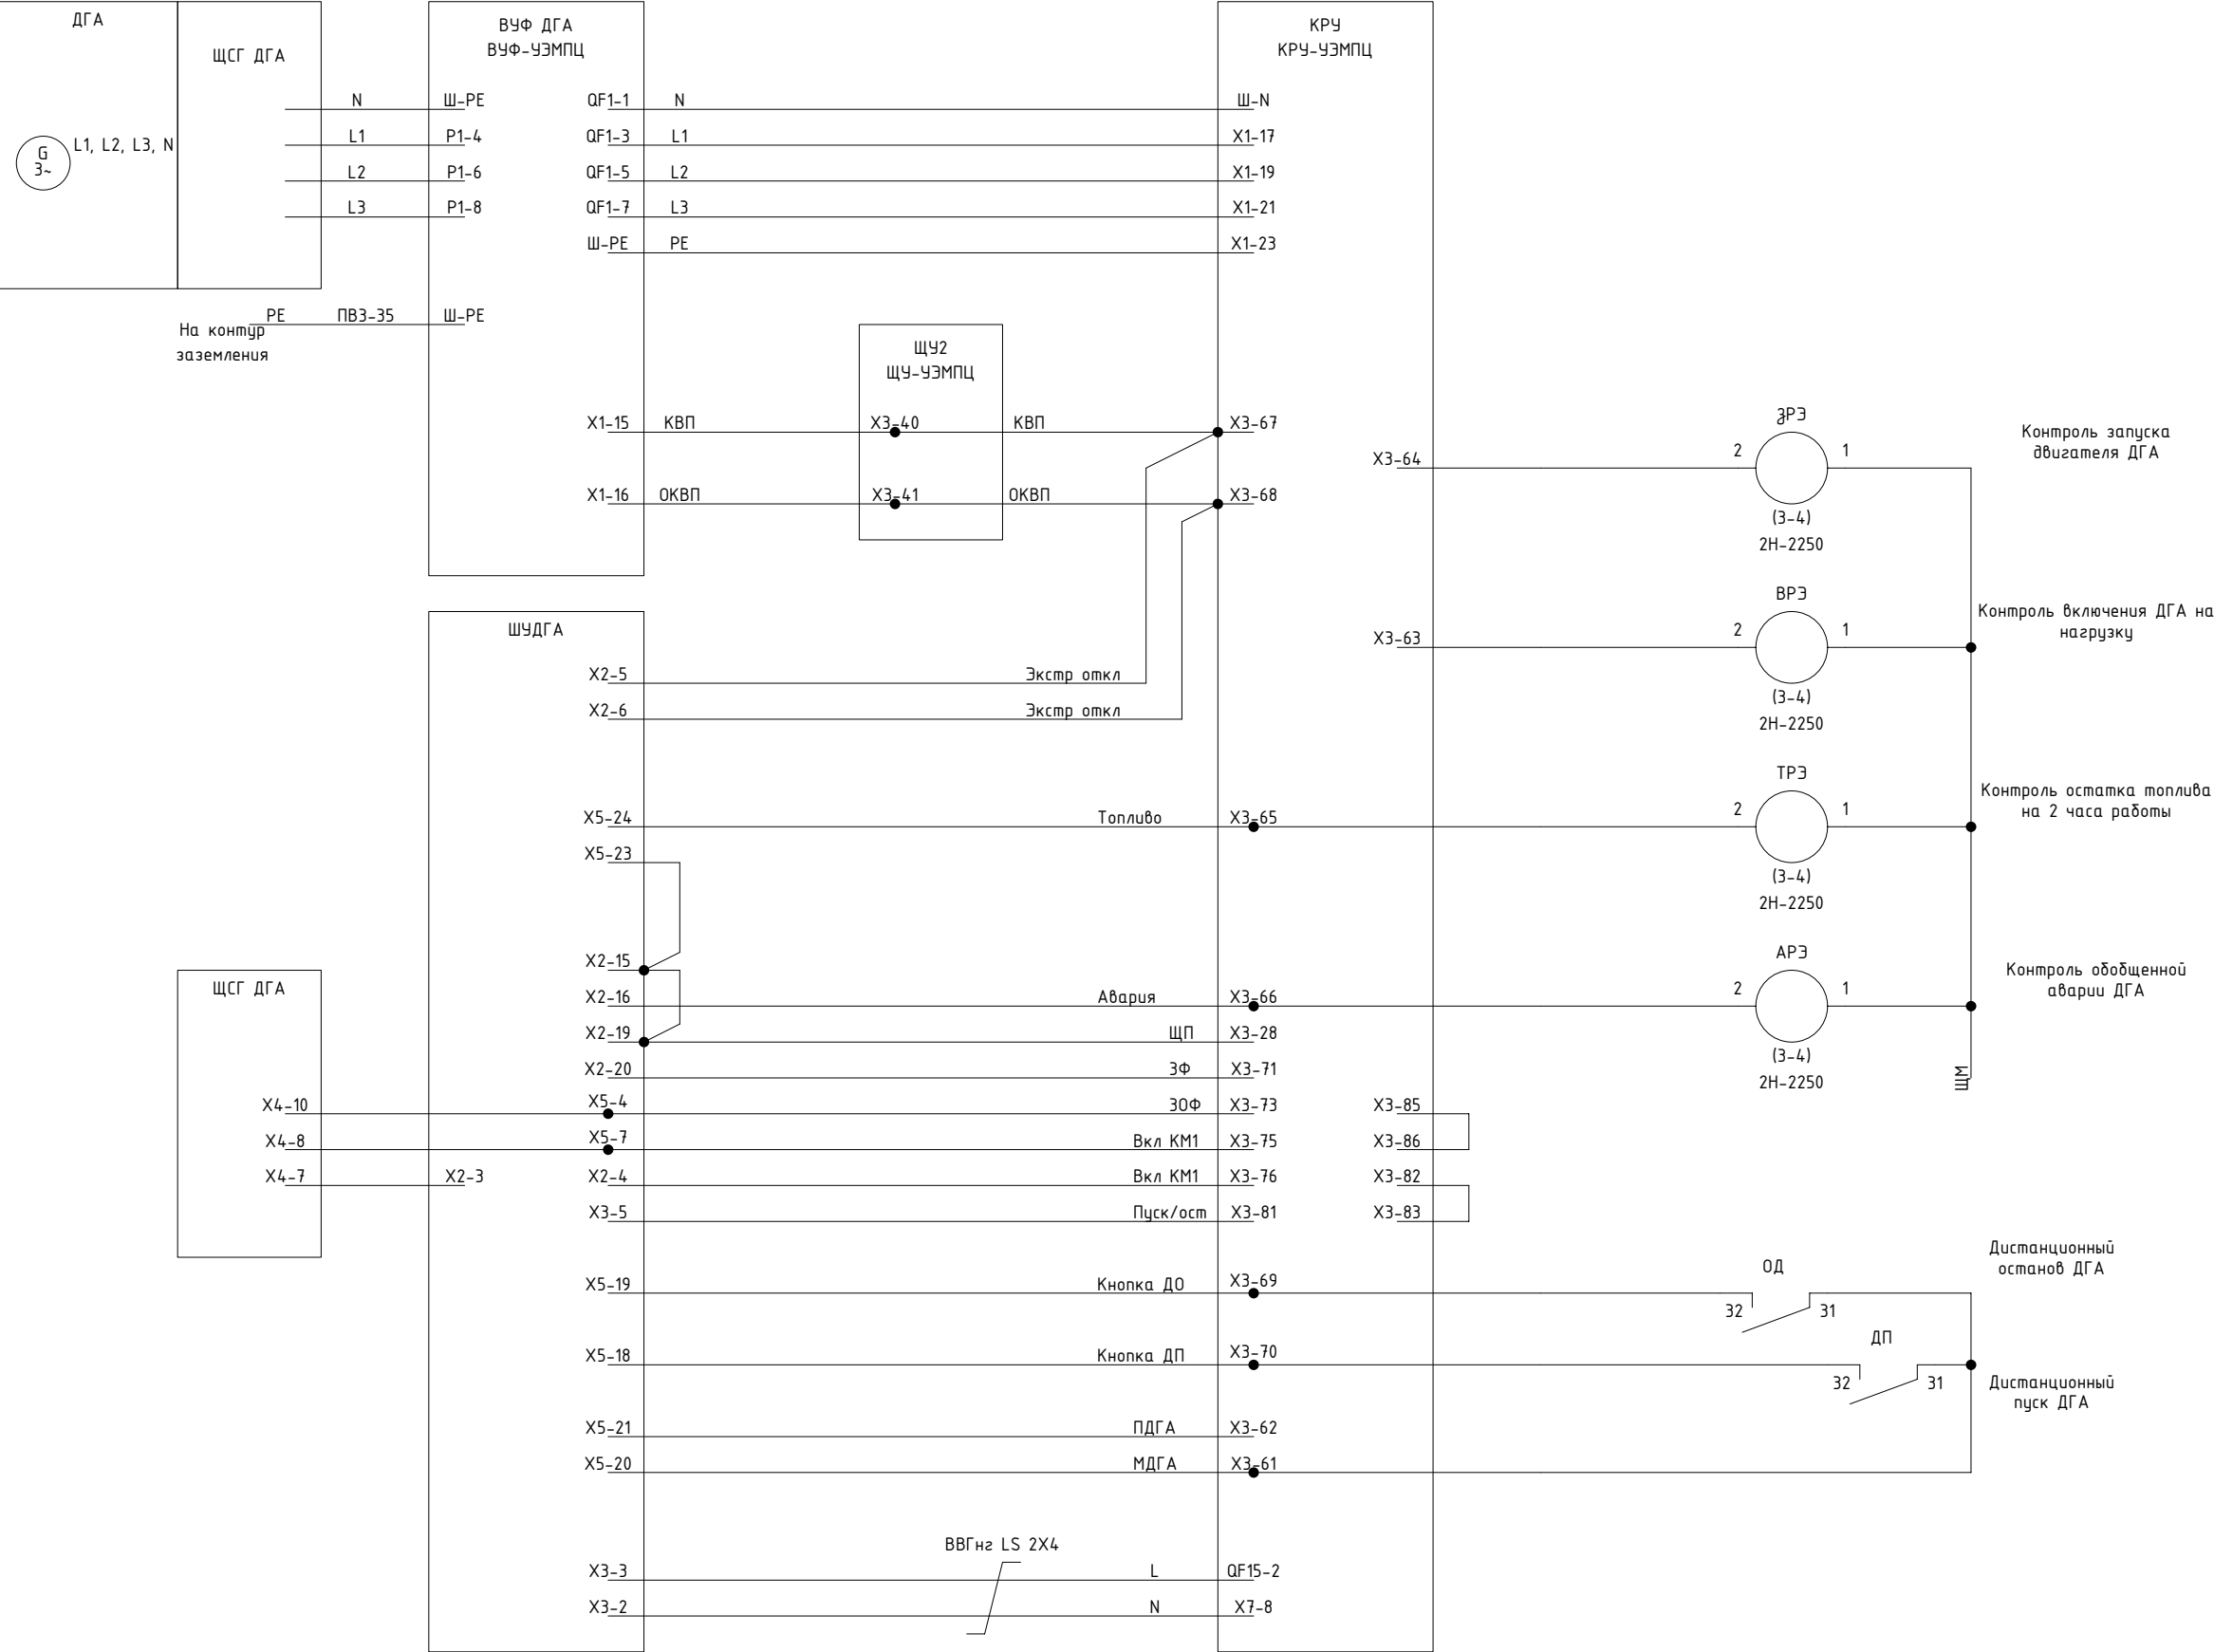 ДГА
ЩСГ ДГА
G
3~
L1, L2, L3, N
ВУФ ДГА
ВУФ-УЭМПЦ
КРУ
КРУ-УЭМПЦ
N Ш-PE QF1-1 N Ш-N
L1 P1-4 QF1-3 L1 X1-17
L2 P1-6 QF1-5 L2 X1-19
L3 P1-8 QF1-7 L3 X1-21
Ш-PE PE X1-23
PE ПВ3-35 Ш-PE
На контур
заземления
ЩУ2
ЩУ-УЭМПЦ
X1-15 КВП X3-40 КВП X3-67
X1-16 ОКВП X3-41 ОКВП X3-68
X3-64 2 ЗРЭ 1
(3-4)
2Н-2250
Контроль запуска
двигателя ДГА
X3-63 2 ВРЭ 1
(3-4)
2Н-2250
Контроль включения ДГА на
нагрузку
ШУДГА
X2-5 Экстр откл
X2-6 Экстр откл
X5-24 Топливо X3-65 2 ТРЭ 1
(3-4)
2Н-2250
Контроль остатка топлива
на 2 часа работы
X5-23
X2-15
X2-16 Авария X3-66 2 АРЭ 1
(3-4)
2Н-2250
Контроль обобщенной
аварии ДГА
ЩМ
X2-19 ЩП X3-28
X2-20 ЗФ X3-71
ЩСГ ДГА
X4-10 X5-4 ЗОФ X3-73 X3-85
X4-8 X5-7 Вкл КМ1 X3-75 X3-86
X4-7 X2-3 X2-4 Вкл КМ1 X3-76 X3-82
X3-5 Пуск/ост X3-81 X3-83
X5-19 Кнопка ДО X3-69 32 ОД 31
Дистанционный
останов ДГА
X5-18 Кнопка ДП X3-70 32 ДП 31
Дистанционный
пуск ДГА
X5-21 ПДГА X3-62
X5-20 МДГА X3-61
ВВГнг LS 2X4
X3-3 L QF15-2
X3-2 N X7-8